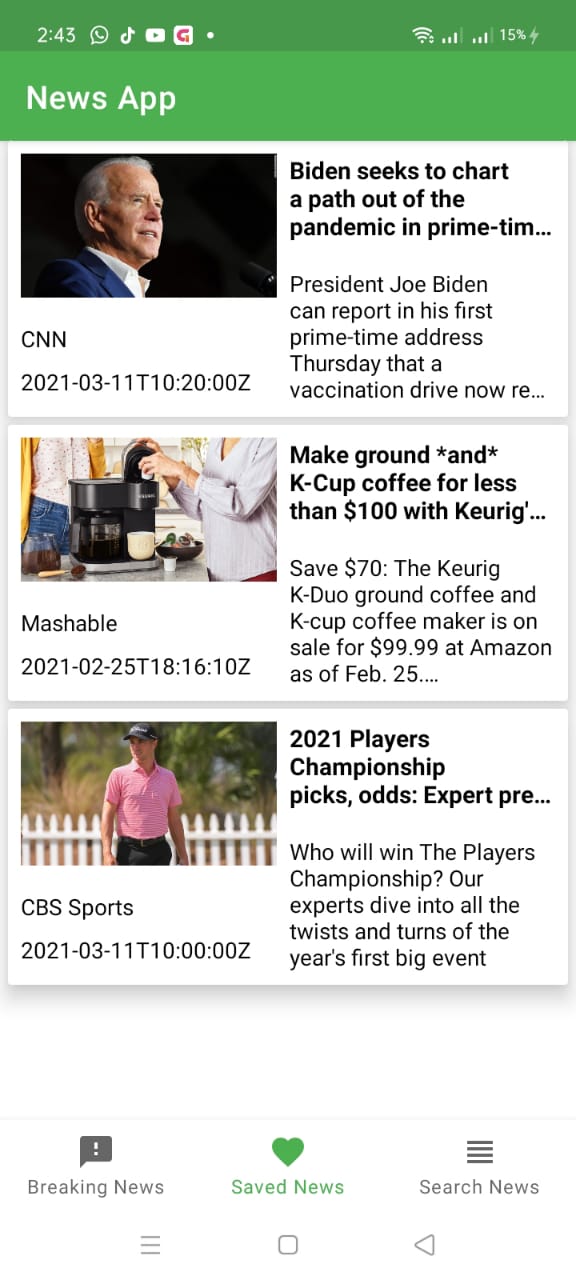 2:43
15%
News App
Biden seeks to chart
a path out of the
pandemic in prime-tim...
President Joe Biden
can report in his first
prime-time address
Thursday that a
vaccination drive now re...
CNN
2021-03-11T10:20:00Z
Make ground *and*
K-Cup coffee for less
than $100 with Keurig'...
Save $70: The Keurig
K-Duo ground coffee and
K-cup coffee maker is on
sale for $99.99 at Amazon
as of Feb. 25....
Mashable
2021-02-25T18:16:10Z
2021 Players
Championship
picks, odds: Expert pre...
Who will win The Players
Championship? Our
experts dive into all the
twists and turns of the
year's first big event
CBS Sports
2021-03-11T10:00:00Z
Breaking News
Saved News
Search News